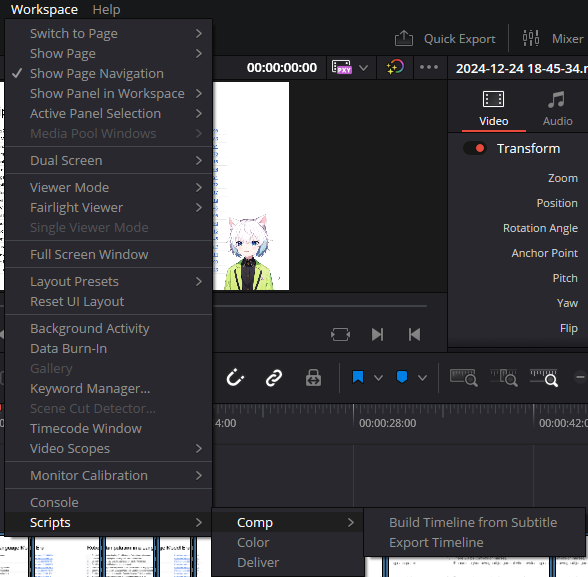 Workspace Help
Switch to Page
Show Page
Show Page Navigation
Show Panel in Workspace
Active Panel Selection
Media Pool Windows
Dual Screen
Viewer Mode
Fairlight Viewer
Single Viewer Mode
Full Screen Window
Layout Presets
Reset UI Layout
Background Activity
Data Burn-In
Gallery
Keyword Manager...
Scene Cut Detector...
Timecode Window
Video Scopes
Monitor Calibration
Console
Scripts
Comp
Color
Deliver
Build Timeline from Subtitle
Export Timeline
Quick Export
Mixer
00:00:00:00
PXY
2024-12-24 18-45-34.
Video
Audio
Transform
Zoom
Position
Rotation Angle
Anchor Point
Pitch
Yaw
Flip
4:00
00:00:28:00
00:00:42:0